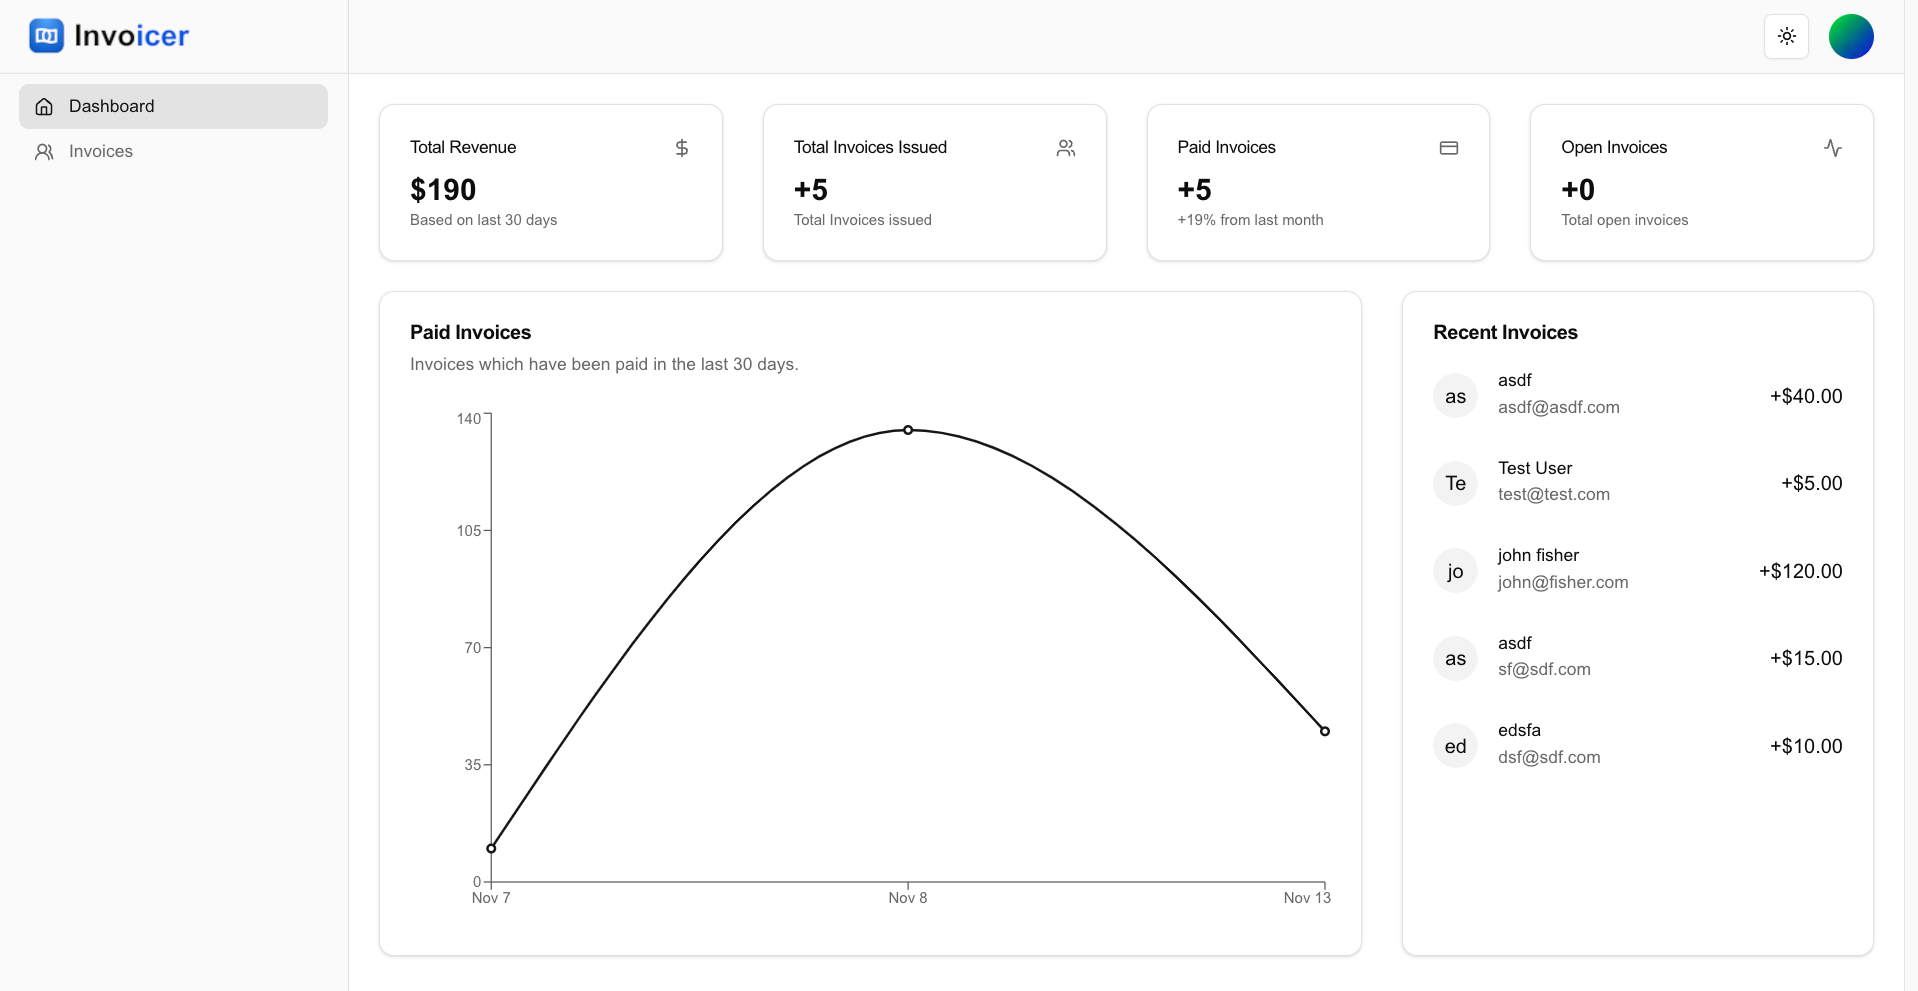 Invoicer
Dashboard
Invoices
Total Revenue
$190
Based on last 30 days
Total Invoices Issued
+5
Total Invoices issued
Paid Invoices
+5
+19% from last month
Open Invoices
+0
Total open invoices
Paid Invoices
Invoices which have been paid in the last 30 days.
140
105
70
35
0
Nov 7 Nov 8 Nov 13
Recent Invoices
as
asdf
asdf@asdf.com
+$40.00
Te
Test User
test@test.com
+$5.00
jo
john fisher
john@fisher.com
+$120.00
as
asdf
sf@sdf.com
+$15.00
ed
edsfa
dsf@sdf.com
+$10.00